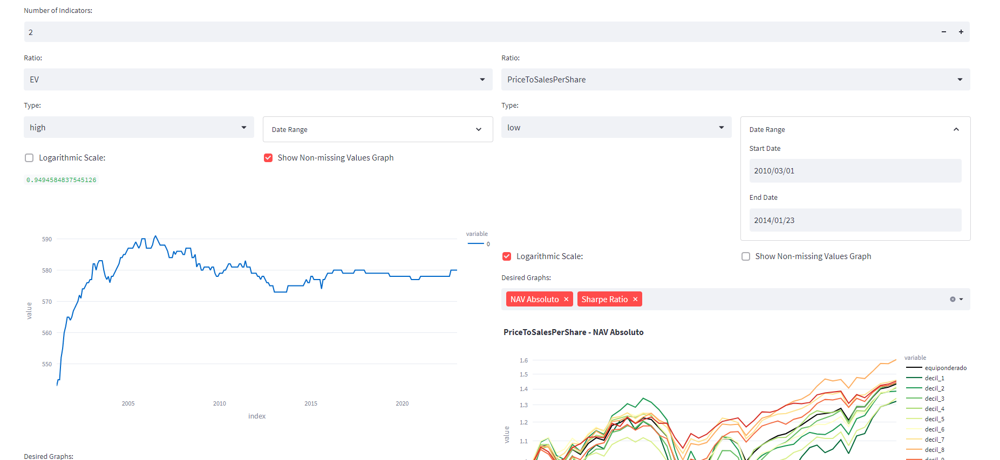 Number of Indicators:
2
Ratio:
EV
Type:
high
Date Range
Logarithmic Scale:
Show Non-missing Values Graph
0.9494584837545126
variable
0
590
580
570
560
550
value
2005
2010
2015
2020
index
Desired Graphs:
Ratio:
PriceToSalesPerShare
Type:
low
Date Range
Start Date
2010/03/01
End Date
2014/01/23
Logarithmic Scale:
Show Non-missing Values Graph
Desired Graphs:
NAV Absoluto
Sharpe Ratio
PriceToSalesPerShare - NAV Absoluto
1.6
1.5
1.4
1.3
1.2
1.1
value
variable
equiponderado
decil_1
decil_2
decil_3
decil_4
decil_5
decil_6
decil_7
decil_8